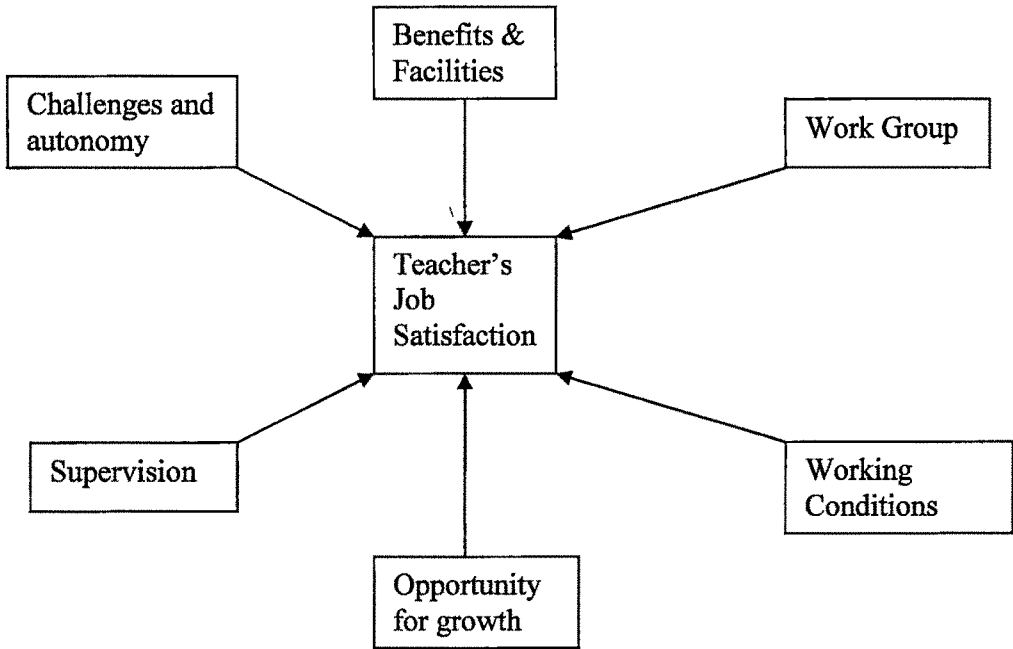 Benefits &
Facilities
Challenges and
autonomy
Work Group
Teacher’s
Job
Satisfaction
Supervision
Working
Conditions
Opportunity
for growth